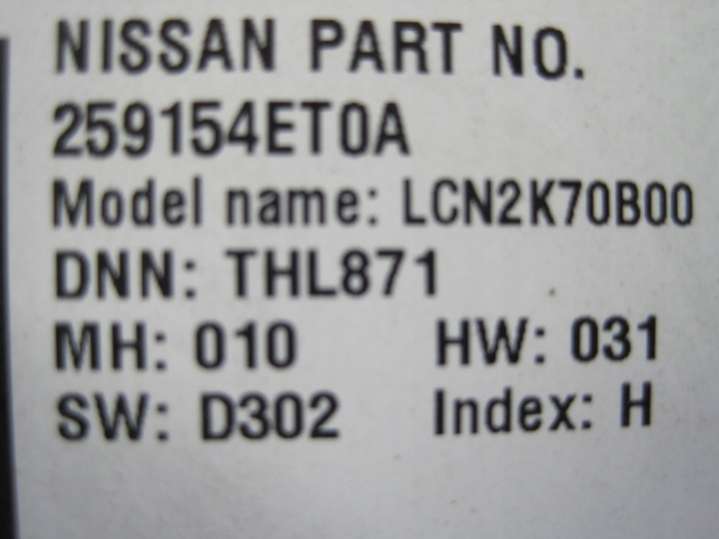 NISSAN PART NO.
259154ET0A
Model name: LCN2K70B00
DNN: THL871
MH: 010 HW: 031
SW: D302 Index: H